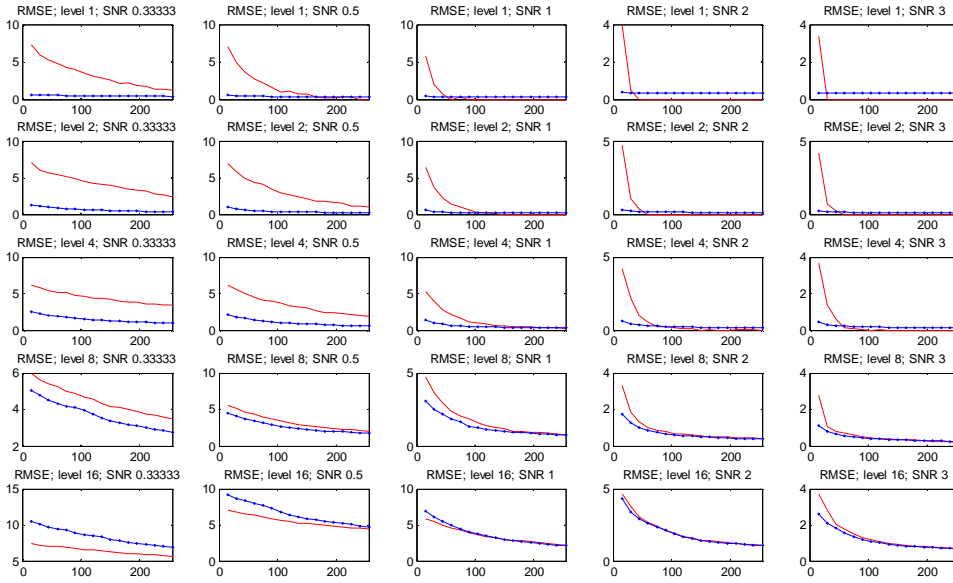 RMSE; level 1; SNR 0.33333
RMSE; level 1; SNR 0.5
RMSE; level 1; SNR 1
RMSE; level 1; SNR 2
RMSE; level 1; SNR 3
10 10 10 4 4
5 5 5 2 2
0 0 0 0 0
0 100 200 0 100 200 0 100 200 0 100 200 0 100 200
RMSE; level 2; SNR 0.33333
RMSE; level 2; SNR 0.5
RMSE; level 2; SNR 1
RMSE; level 2; SNR 2
RMSE; level 2; SNR 3
10 10 10 5 5
5 5 5
0 0 0 0 0
0 100 200 0 100 200 0 100 200 0 100 200 0 100 200
RMSE; level 4; SNR 0.33333
RMSE; level 4; SNR 0.5
RMSE; level 4; SNR 1
RMSE; level 4; SNR 2
RMSE; level 4; SNR 3
10 10 10 5 4
5 5 5 2
0 0 0 0 0
0 100 200 0 100 200 0 100 200 0 100 200 0 100 200
RMSE; level 8; SNR 0.33333
RMSE; level 8; SNR 0.5
RMSE; level 8; SNR 1
RMSE; level 8; SNR 2
RMSE; level 8; SNR 3
6 10 5 4 4
4 5 2 2
2 0 0 0 0
0 100 200 0 100 200 0 100 200 0 100 200 0 100 200
RMSE; level 16; SNR 0.33333
RMSE; level 16; SNR 0.5
RMSE; level 16; SNR 1
RMSE; level 16; SNR 2
RMSE; level 16; SNR 3
15 10 10 5 4
10 5 5 2
5 0 0 0 0
0 100 200 0 100 200 0 100 200 0 100 200 0 100 200